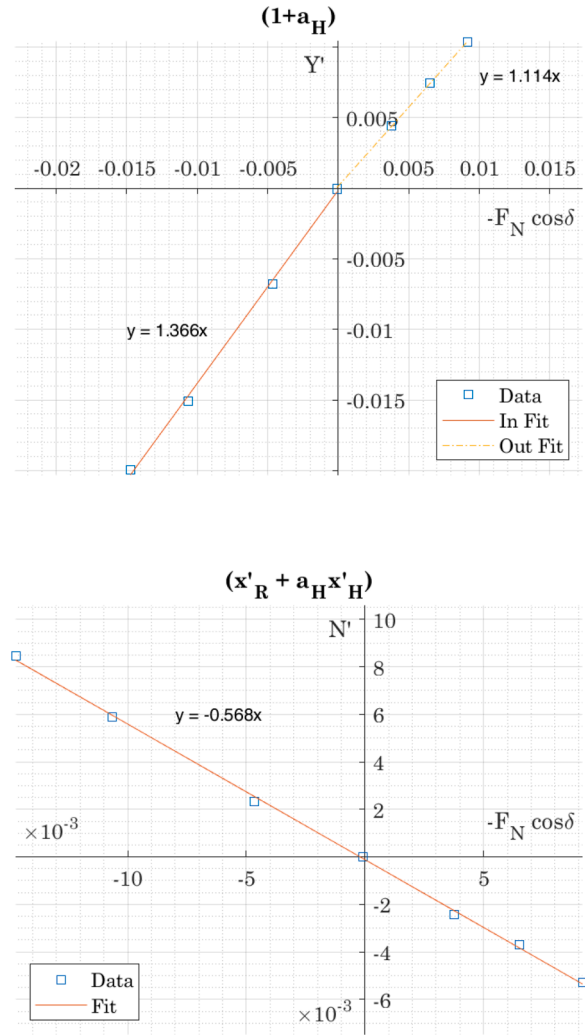 (1+a_H)
Y'
y = 1.114x
0.005
-0.02 -0.015 -0.01 -0.005 0.005 0.01 0.015
-F_N cosδ
-0.005
y = 1.366x
-0.01
-0.015
Data
In Fit
Out Fit
(x'_R + a_Hx'_H)
N'
10
8
y = -0.568x
6
4
2
-F_N cosδ
×10⁻³
-10 -5 5
-2
-4
-6
×10⁻³
Data
Fit